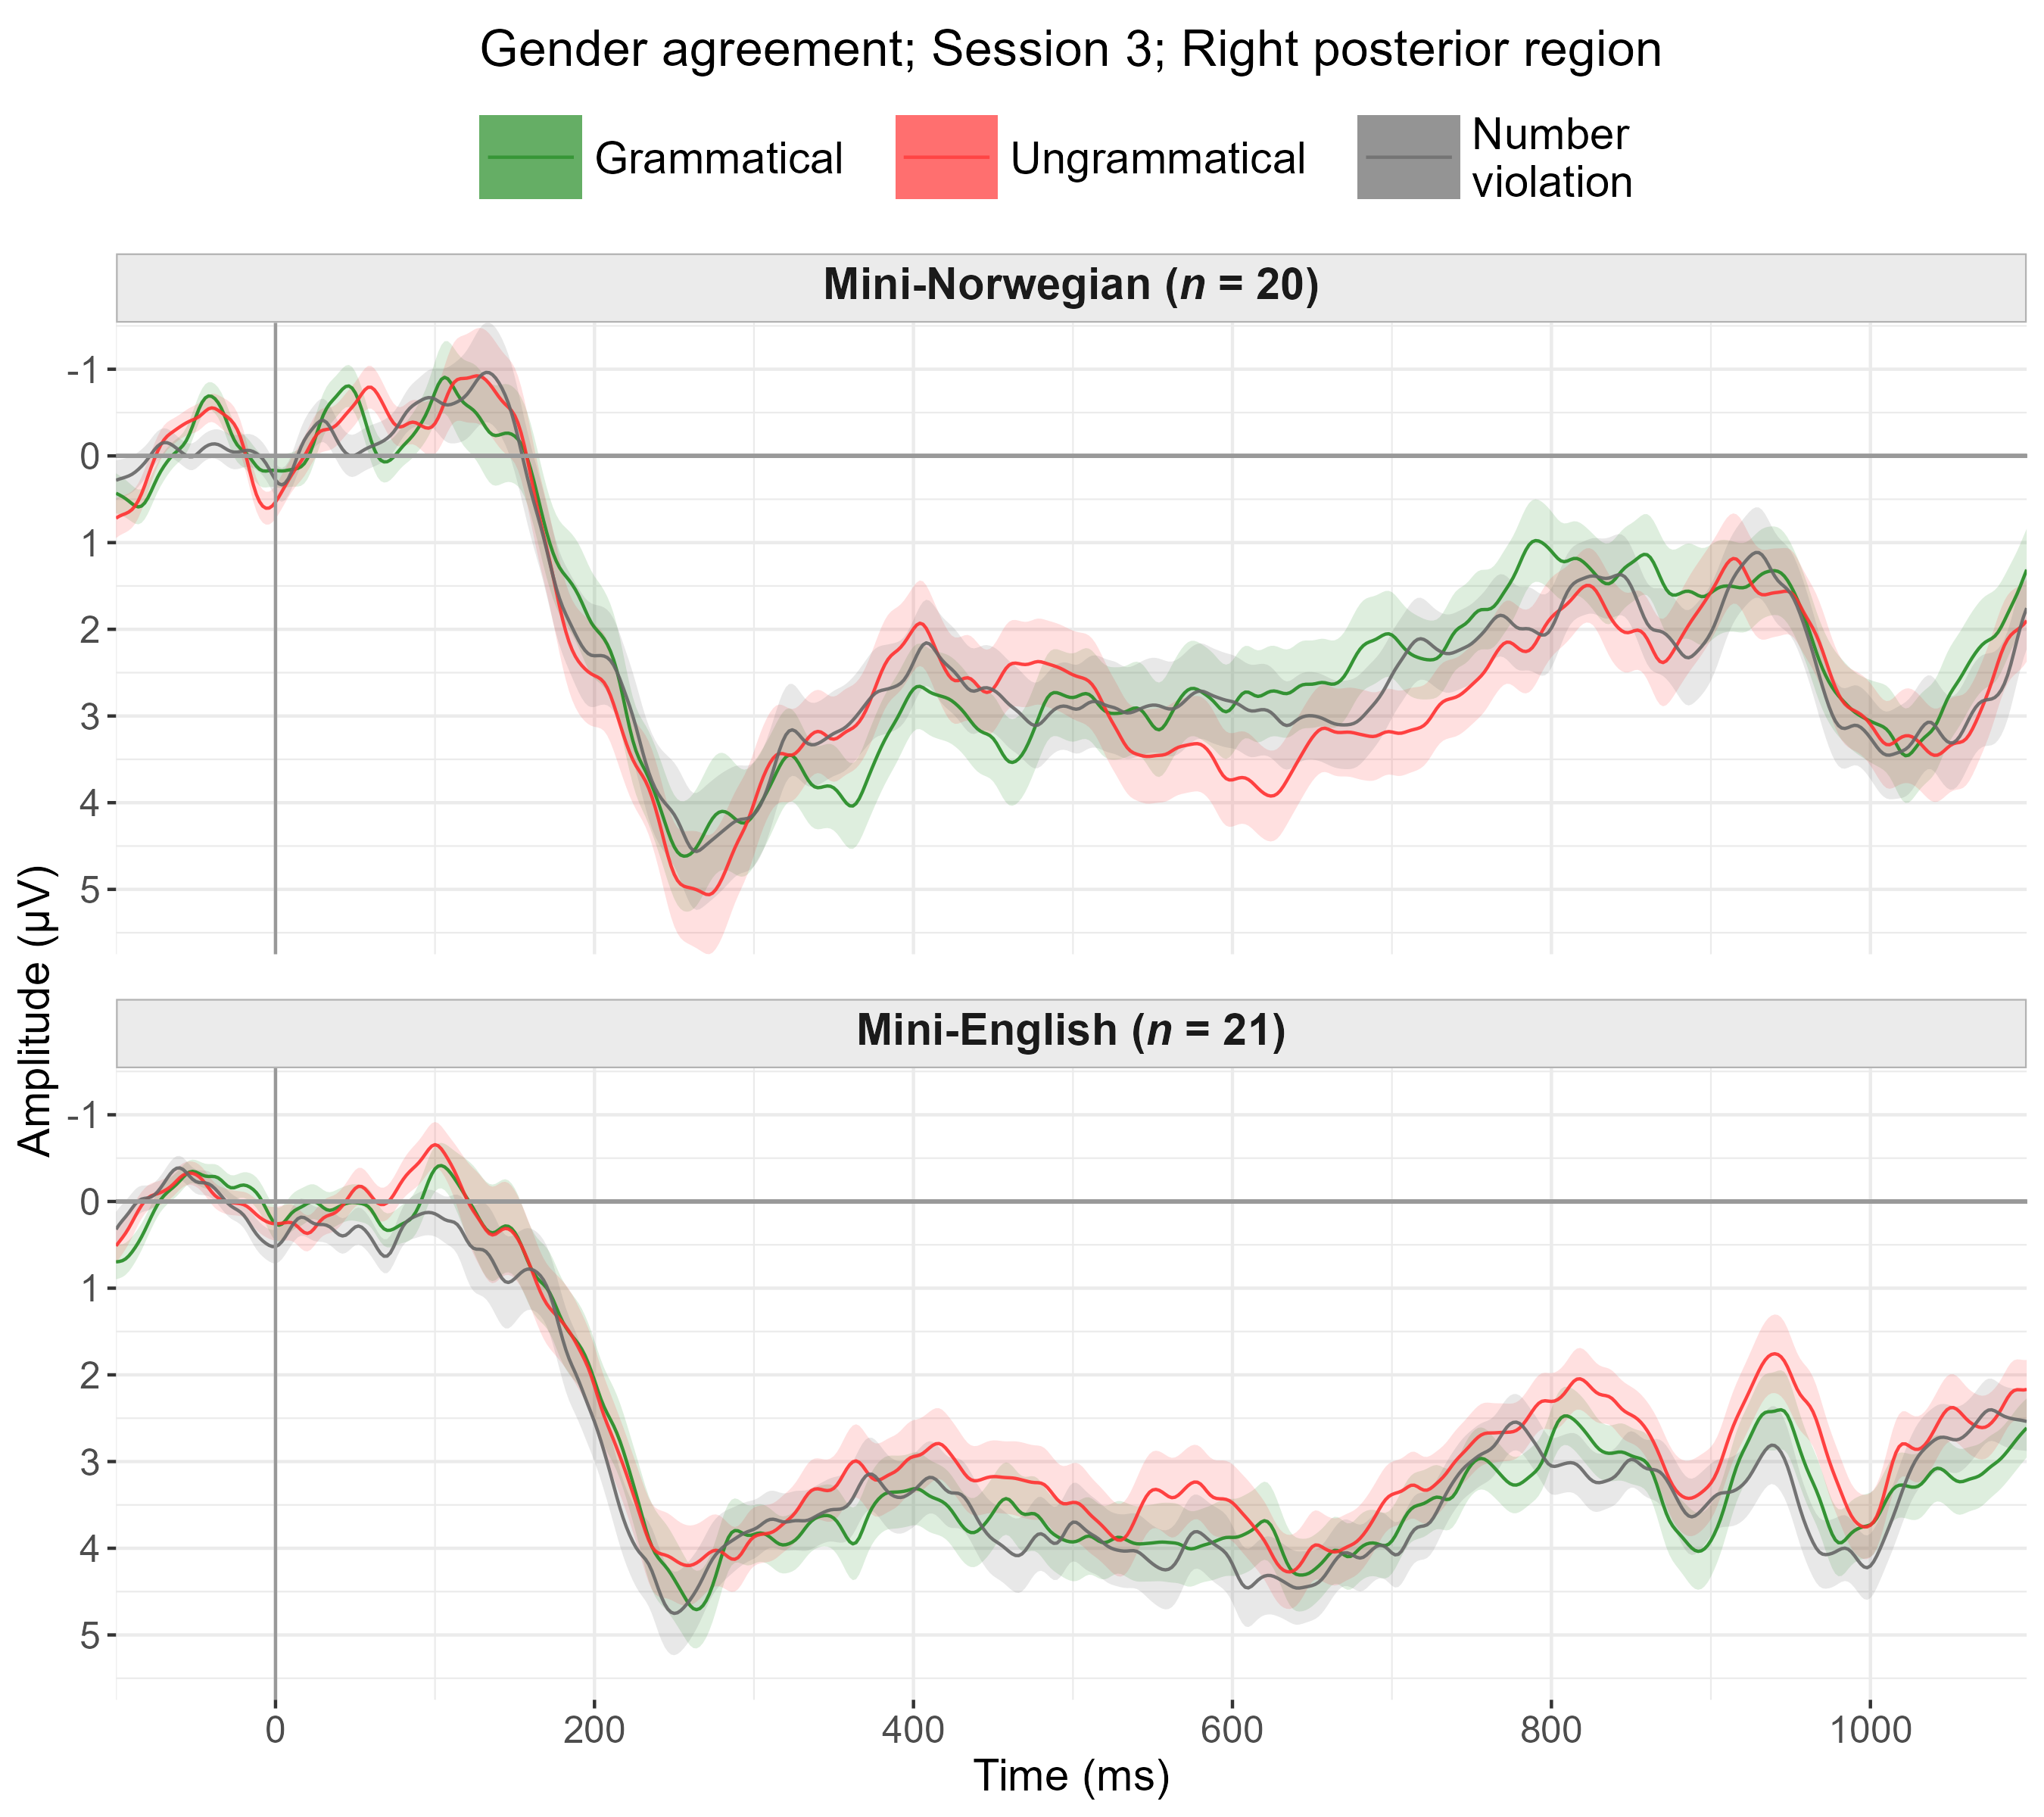 Gender agreement; Session 3; Right posterior region
Grammatical
Ungrammatical
Number
violation
Mini-Norwegian (n = 20)
-1
0
1
2
3
4
5
Amplitude (µV)
Mini-English (n = 21)
-1
0
1
2
3
4
5
0
200
400
600
800
1000
Time (ms)